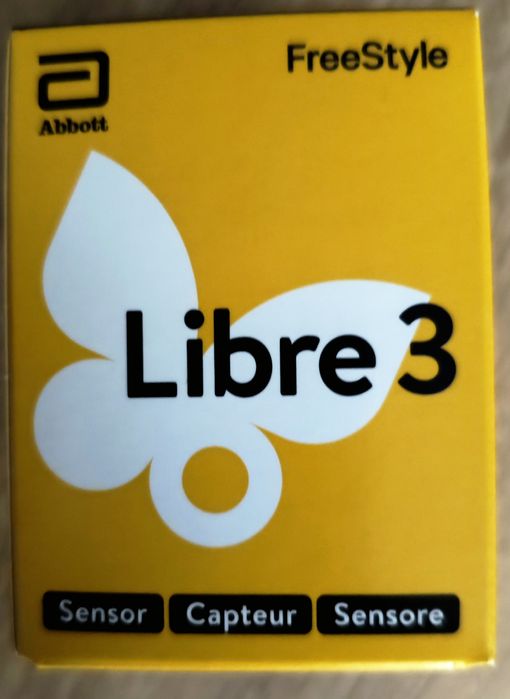 FreeStyle
Abbott
Libre 3
Sensor Capteur Sensore